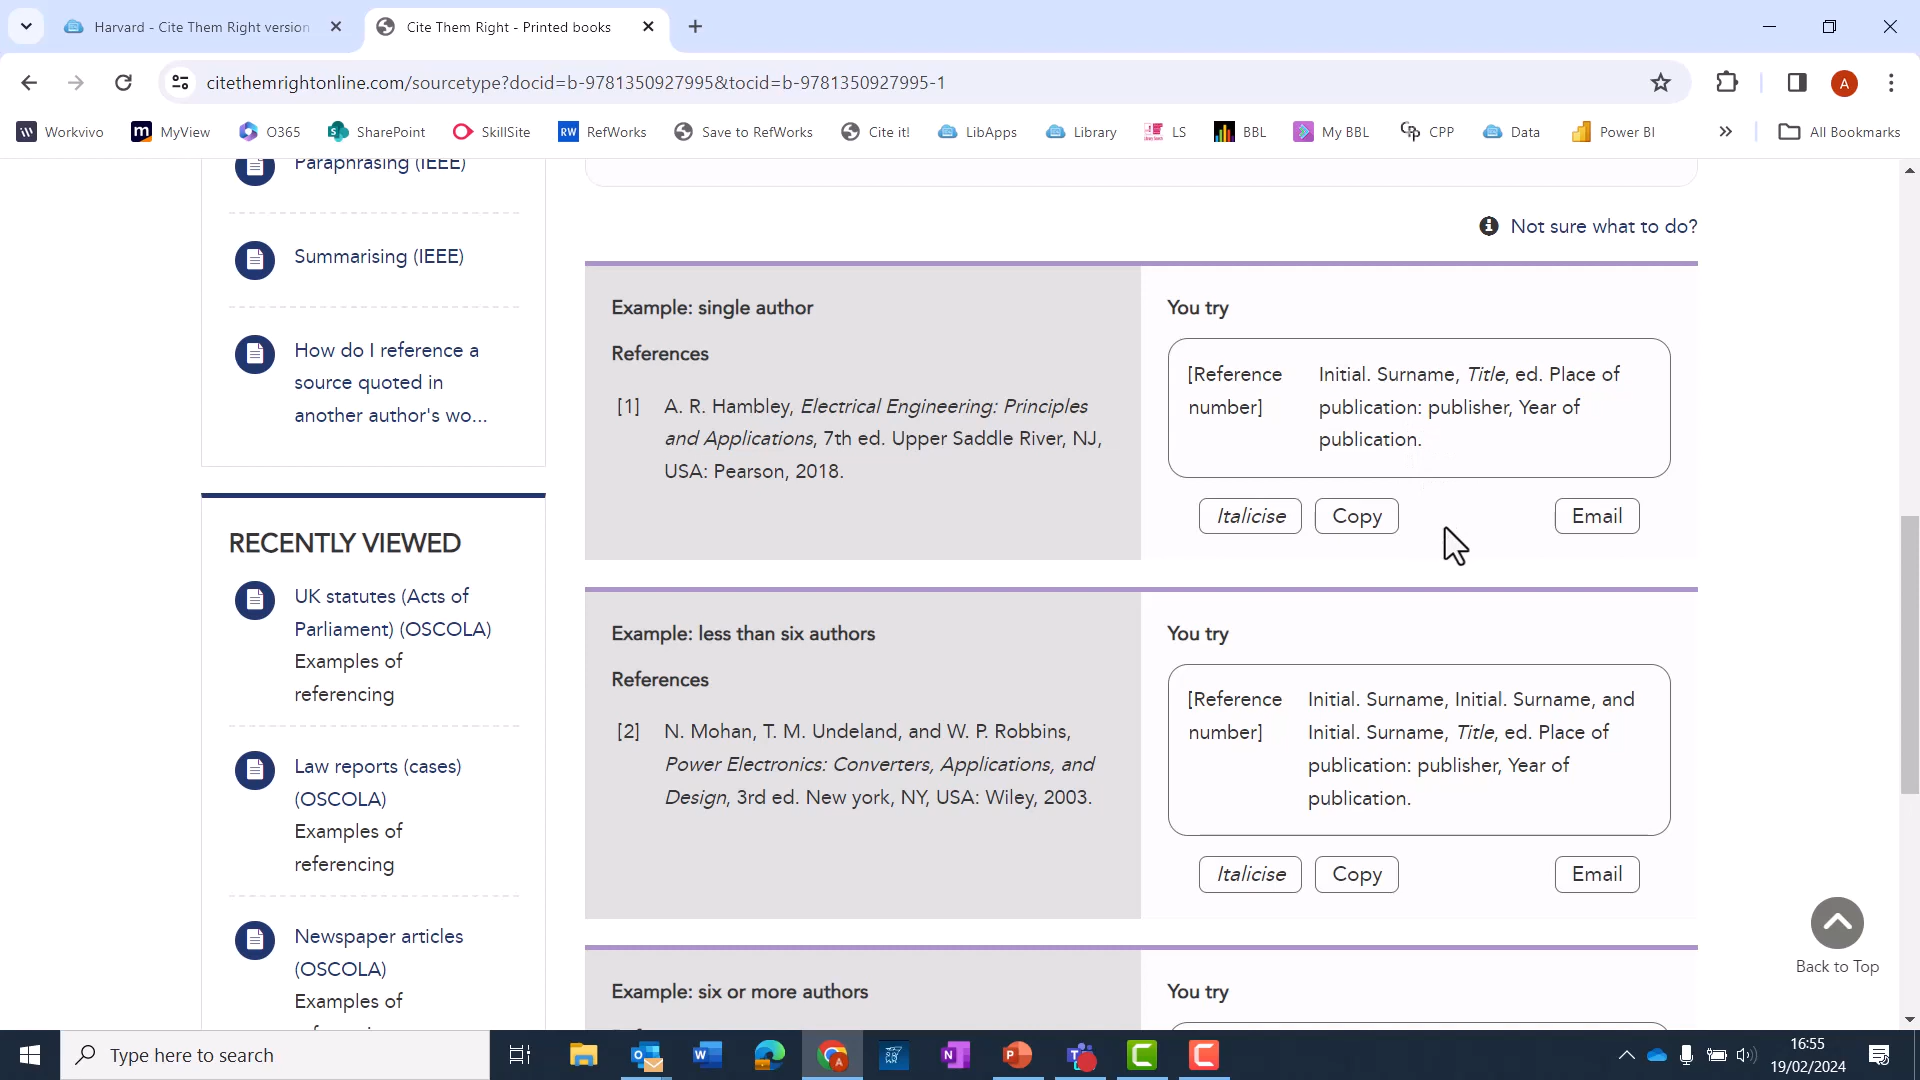 Harvard - Cite Them Right version
Cite Them Right - Printed books
citethemrightonline.com/sourcetype?docid=b-9781350927995&tocid=b-9781350927995-1
A
Workvivo
MyView
O365
SharePoint
SkillSite
RW RefWorks
Save to RefWorks
Cite it!
LibApps
Library
LS
BBL
My BBL
CPP
Data
Power BI
All Bookmarks
Paraphrasing (IEEE)
Summarising (IEEE)
How do I reference a
source quoted in
another author's wo...
RECENTLY VIEWED
UK statutes (Acts of
Parliament) (OSCOLA)
Examples of
referencing
Law reports (cases)
(OSCOLA)
Examples of
referencing
Newspaper articles
(OSCOLA)
Examples of
Not sure what to do?
Example: single author
References
[1] A. R. Hambley, Electrical Engineering: Principles
and Applications, 7th ed. Upper Saddle River, NJ,
USA: Pearson, 2018.
You try
[Reference number] Initial. Surname, Title, ed. Place of
publication: publisher, Year of
publication.
Italicise
Copy
Email
Example: less than six authors
References
[2] N. Mohan, T. M. Undeland, and W. P. Robbins,
Power Electronics: Converters, Applications, and
Design, 3rd ed. New york, NY, USA: Wiley, 2003.
You try
[Reference number] Initial. Surname, Initial. Surname, and
Initial. Surname, Title, ed. Place of
publication: publisher, Year of
publication.
Italicise
Copy
Email
Example: six or more authors
You try
Back to Top
Type here to search
16:55
19/02/2024